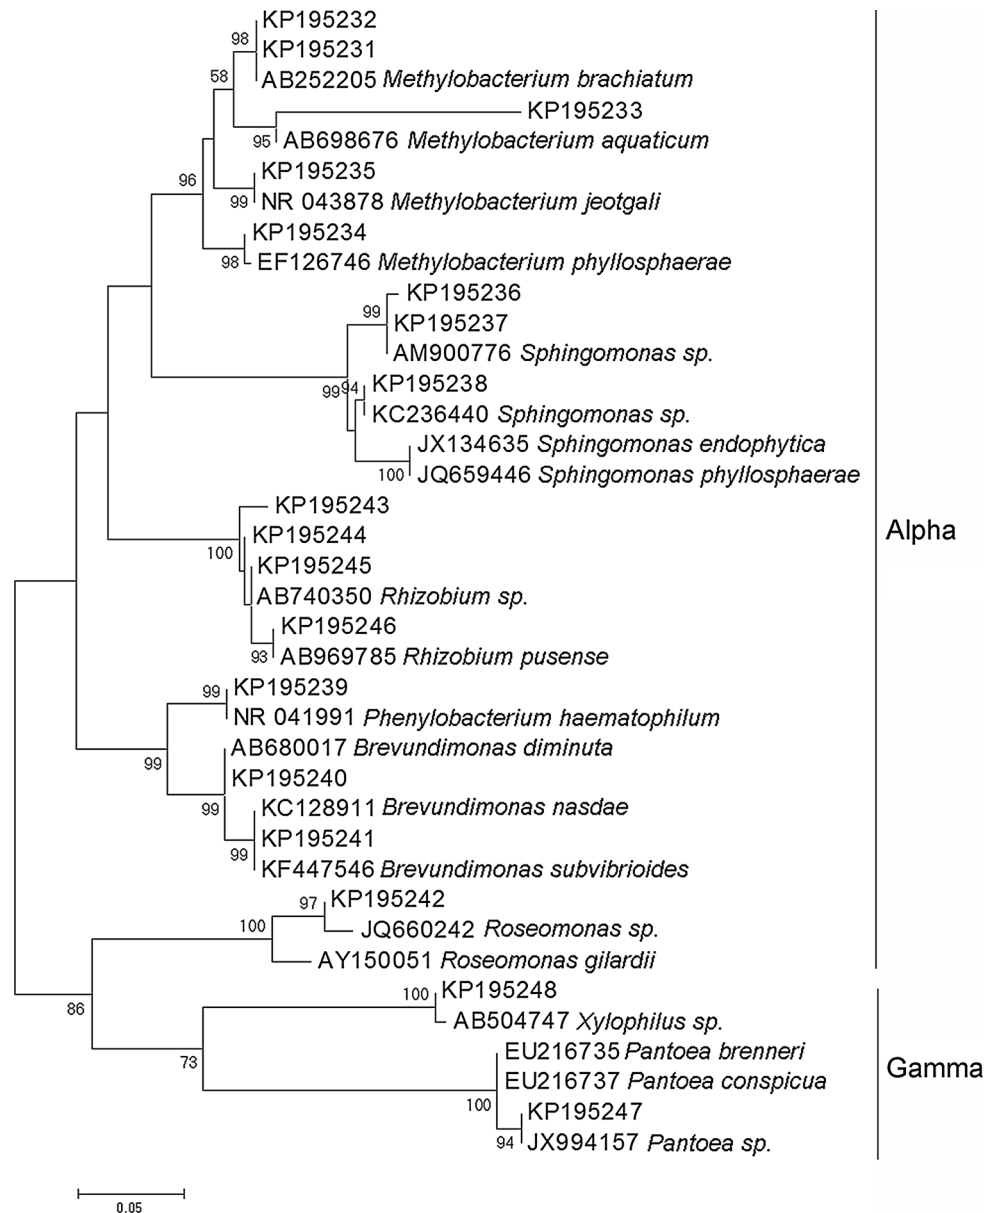 KP195232
98
KP195231
AB252205 Methylobacterium brachiatum
58
KP195233
95
AB698676 Methylobacterium aquaticum
96
KP195235
99
NR 043878 Methylobacterium jeotgali
KP195234
98
EF126746 Methylobacterium phyllosphaerae
KP195236
99
KP195237
AM900776 Sphingomonas sp.
99
94
KP195238
KC236440 Sphingomonas sp.
JX134635 Sphingomonas endophytica
100
JQ659446 Sphingomonas phyllosphaerae
KP195243
Alpha
100
KP195244
KP195245
AB740350 Rhizobium sp.
KP195246
93
AB969785 Rhizobium pusense
99
KP195239
NR 041991 Phenylobacterium haematophilum
99
AB680017 Brevundimonas diminuta
KP195240
99
KC128911 Brevundimonas nasdae
KP195241
99
KF447546 Brevundimonas subvibrioides
97
KP195242
100
JQ660242 Roseomonas sp.
AY150051 Roseomonas gilardii
86
100
KP195248
AB504747 Xylophilus sp.
73
EU216735 Pantoea brenneri
Gamma
EU216737 Pantoea conspicua
100
KP195247
94
JX994157 Pantoea sp.
0.05